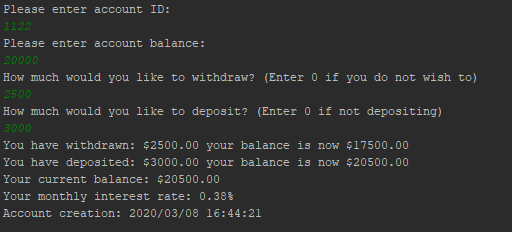 Please enter account ID:
1122
Please enter account balance:
20000
How much would you like to withdraw? (Enter 0 if you do not wish to)
2500
How much would you like to deposit? (Enter 0 if not depositing)
3000
You have withdrawn: $2500.00 your balance is now $17500.00
You have deposited: $3000.00 your balance is now $20500.00
Your current balance: $20500.00
Your monthly interest rate: 0.38%
Account creation: 2020/03/08 16:44:21